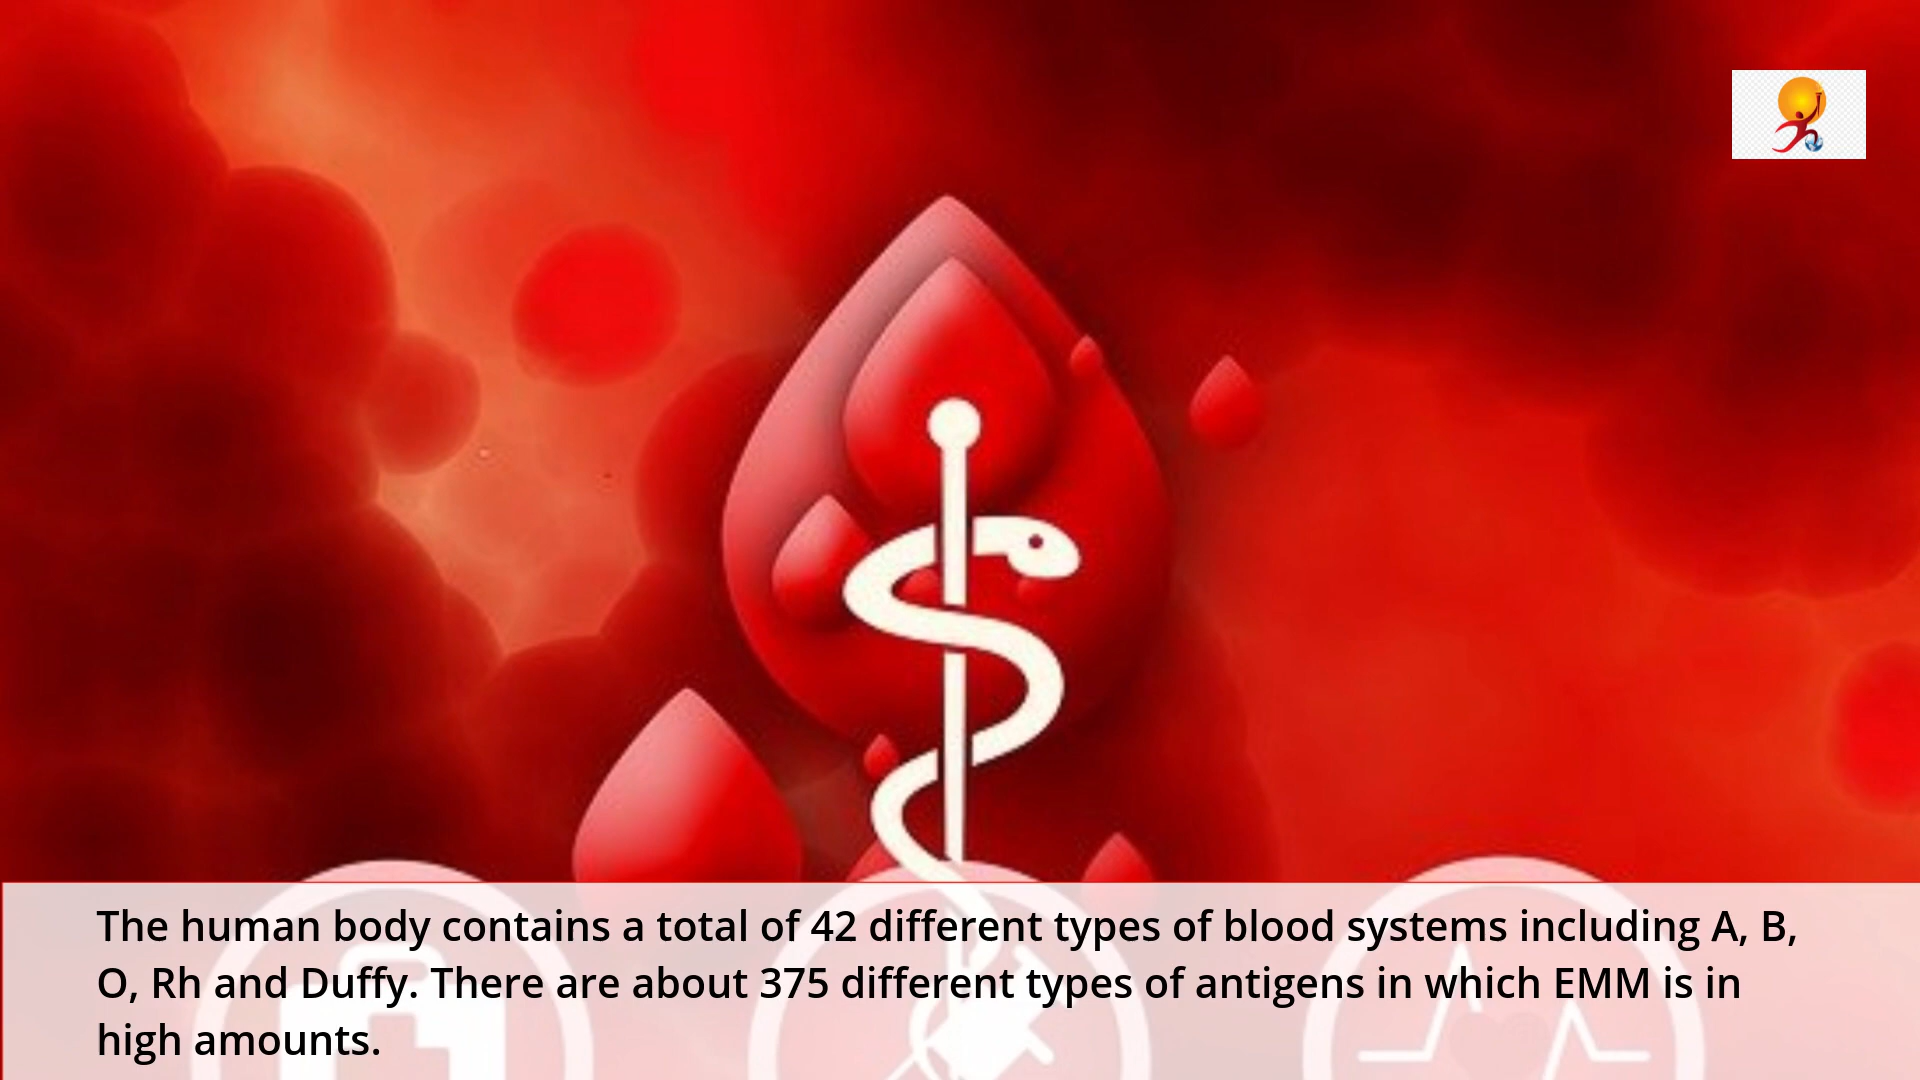 The human body contains a total of 42 different types of blood systems including A, B,
O, Rh and Duffy. There are about 375 different types of antigens in which EMM is in
high amounts.